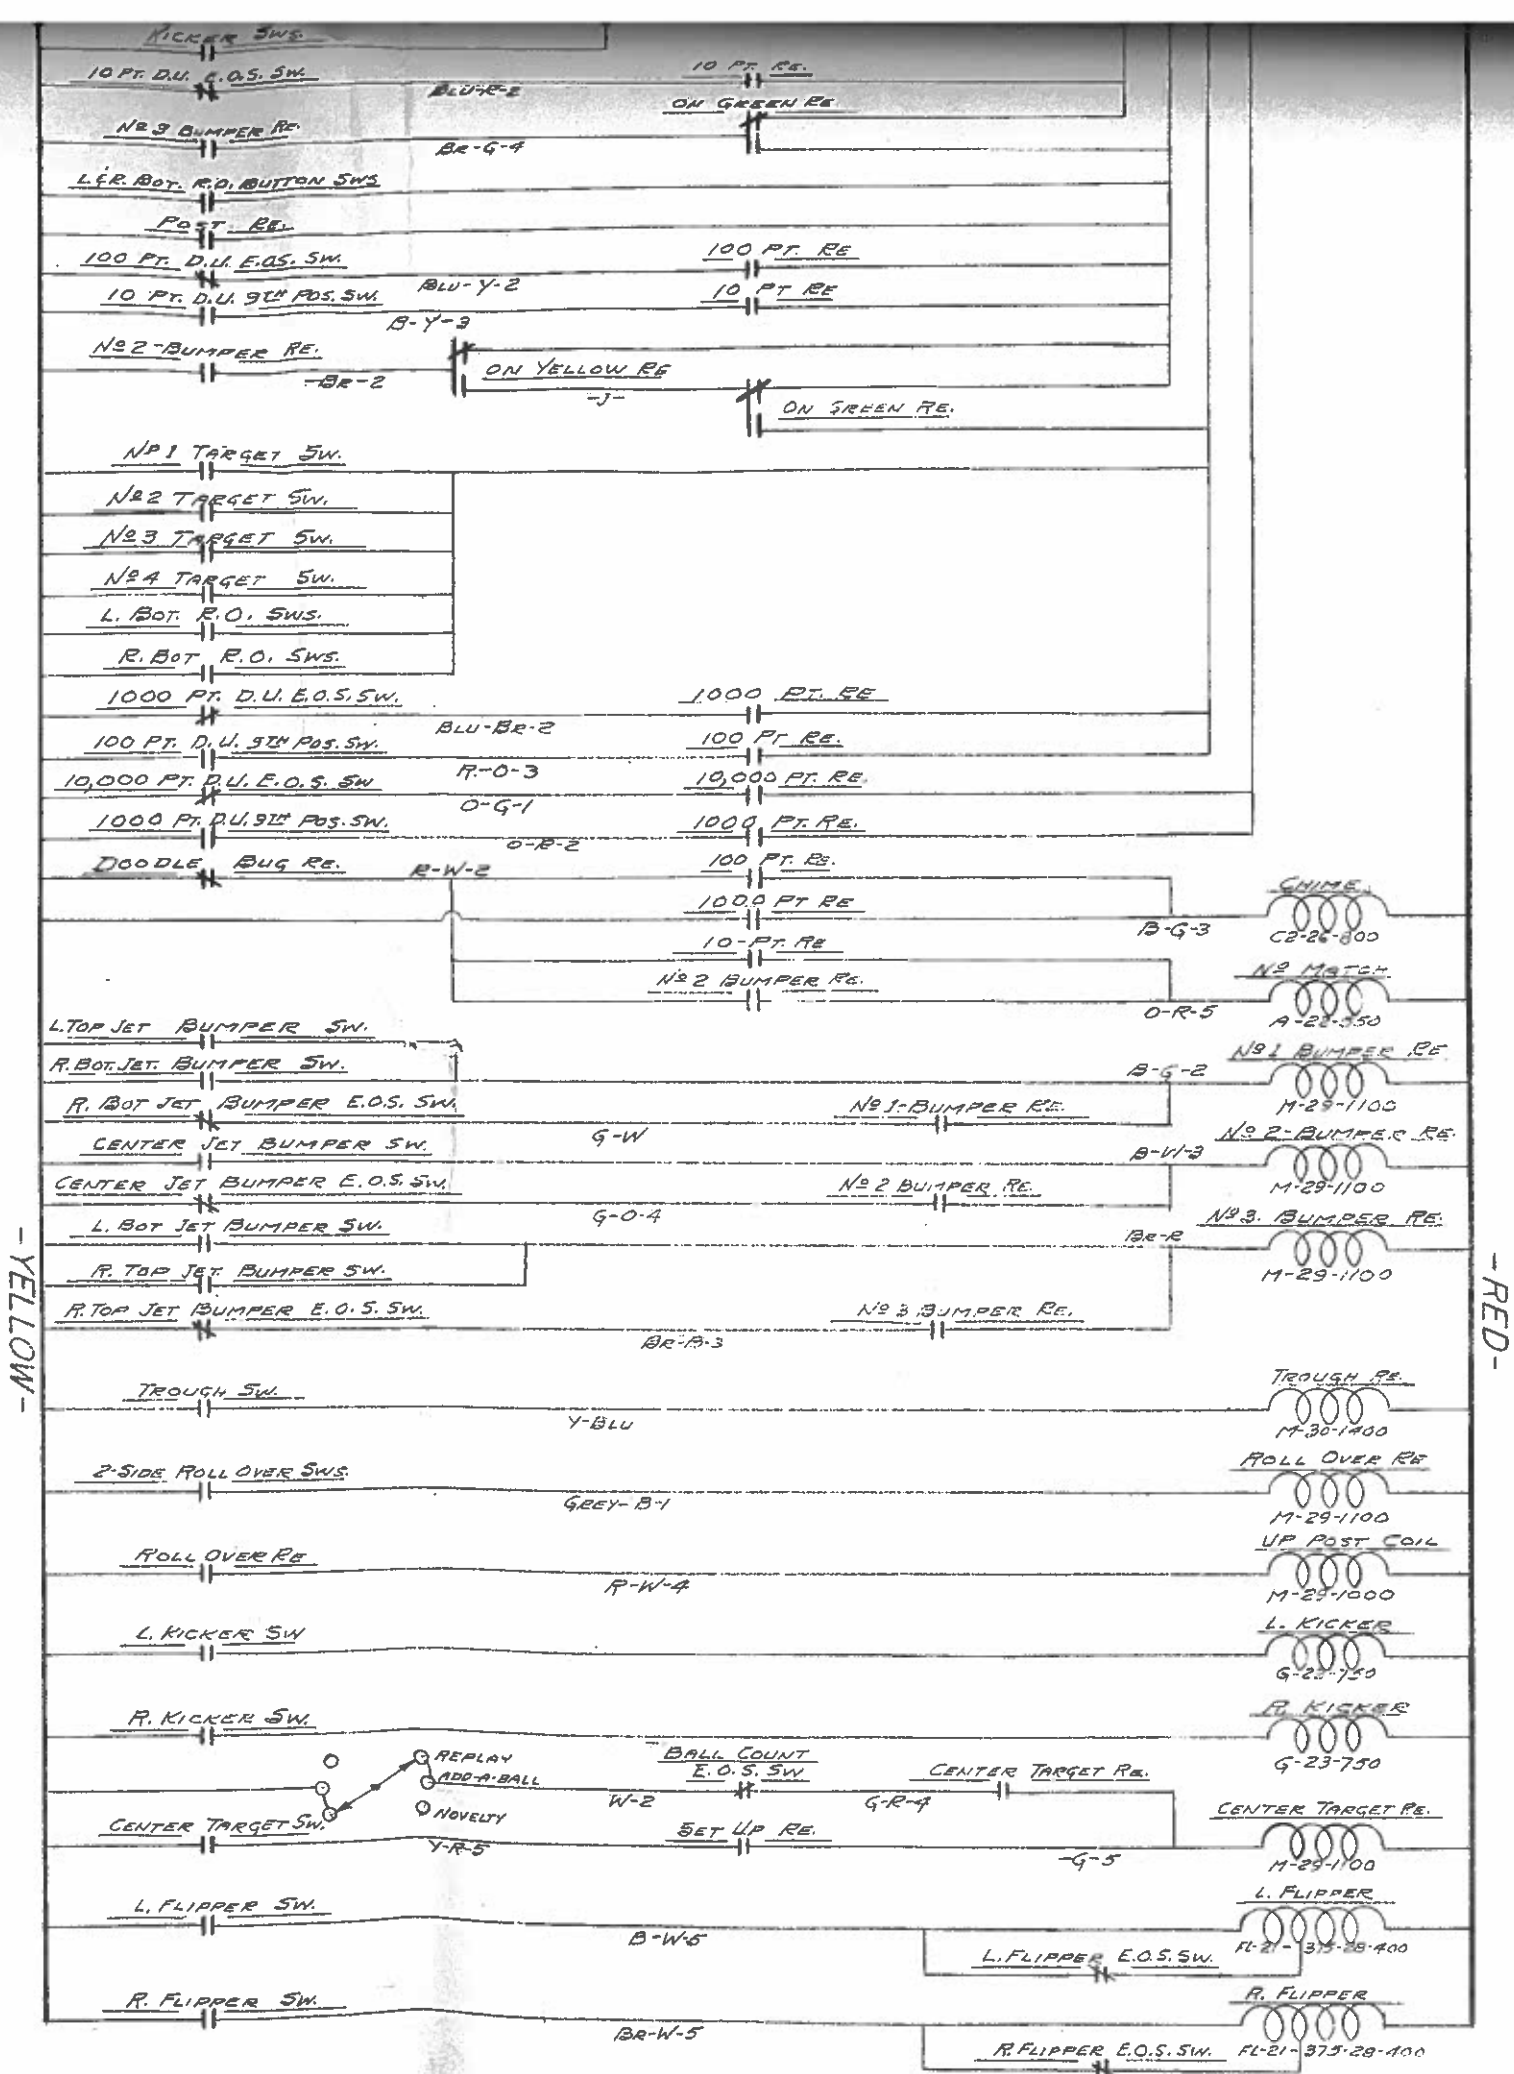 KICKER SWS.
10 PT. D.U. E.O.S. SW.
BLU-R-2
10 PT. RE.
ON GREEN RE
Nº 3 BUMPER RE.
BR-G-4
L&R. BOT. R.O. BUTTON SWS
POST RE.
100 PT. D.U. E.O.S. SW.
BLU-Y-2
100 PT. RE
10 PT. D.U. 9TH POS. SW.
B-Y-3
10 PT RE
Nº 2-BUMPER RE.
-BR-2
ON YELLOW RE
-J-
ON GREEN RE.
Nº 1 TARGET SW.
Nº 2 TARGET SW.
Nº 3 TARGET SW.
Nº 4 TARGET SW.
L. BOT. R.O. SWS.
R. BOT R.O. SWS.
1000 PT. D.U. E.O.S. SW.
BLU-BR-2
1000 PT. RE
100 PT. D.U. 9TH POS. SW.
R-O-3
100 PT RE.
10,000 PT. D.U. E.O.S. SW
O-G-1
10,000 PT. RE.
1000 PT. D.U. 9TH POS. SW.
O-R-2
1000 PT. RE.
DOODLE BUG RE.
R-W-2
100 PT. RE.
1000 PT RE
B-G-3
CHIME
C2-26-800
10-PT. RE
Nº 2 BUMPER RE.
O-R-5
Nº MATCH
A-22-550
L. TOP JET BUMPER SW.
R. BOT. JET. BUMPER SW.
B-G-2
Nº 1 BUMPER RE
M-29-1100
R. BOT JET BUMPER E.O.S. SW.
G-W
Nº 1-BUMPER RE.
CENTER JET BUMPER SW.
B-W-3
Nº 2-BUMPER RE.
M-29-1100
CENTER JET BUMPER E.O.S. SW.
G-O-4
Nº 2 BUMPER RE.
L. BOT JET BUMPER SW.
BR-R
Nº 3. BUMPER RE.
M-29-1100
R. TOP JET. BUMPER SW.
R. TOP JET BUMPER E.O.S. SW.
BR-B-3
Nº 3 BUMPER RE.
-YELLOW-
-RED-
TROUGH SW.
Y-BLU
TROUGH RE.
M-30-1400
2-SIDE ROLL OVER SWS.
GREY-B-1
ROLL OVER RE
M-29-1100
ROLL OVER RE
R-W-4
UP POST COIL
M-29-1000
L. KICKER SW
L. KICKER
G-23-750
R. KICKER SW.
R. KICKER
G-23-750
REPLAY
ADD-A-BALL
NOVELTY
W-2
BALL COUNT
E.O.S. SW
G-R-4
CENTER TARGET RE.
CENTER TARGET SW.
Y-R-5
SET UP RE.
-G-5
CENTER TARGET RE.
M-29-1100
L. FLIPPER SW.
B-W-5
L. FLIPPER E.O.S. SW.
L. FLIPPER
FL-21-375-28-400
R. FLIPPER SW.
BR-W-5
R. FLIPPER E.O.S. SW.
R. FLIPPER
FL-21-375-28-400